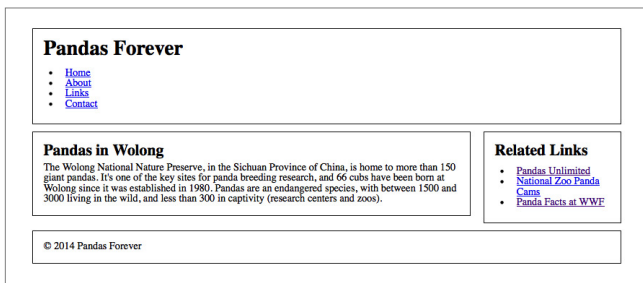 Pandas Forever
Home
About
Links
Contact
Pandas in Wolong
The Wolong National Nature Preserve, in the Sichuan Province of China, is home to more than 150
giant pandas. It's one of the key sites for panda breeding research, and 66 cubs have been born at
Wolong since it was established in 1980. Pandas are an endangered species, with between 1500 and
3000 living in the wild, and less than 300 in captivity (research centers and zoos).
Related Links
Pandas Unlimited
National Zoo Panda
Cams
Panda Facts at WWF
© 2014 Pandas Forever